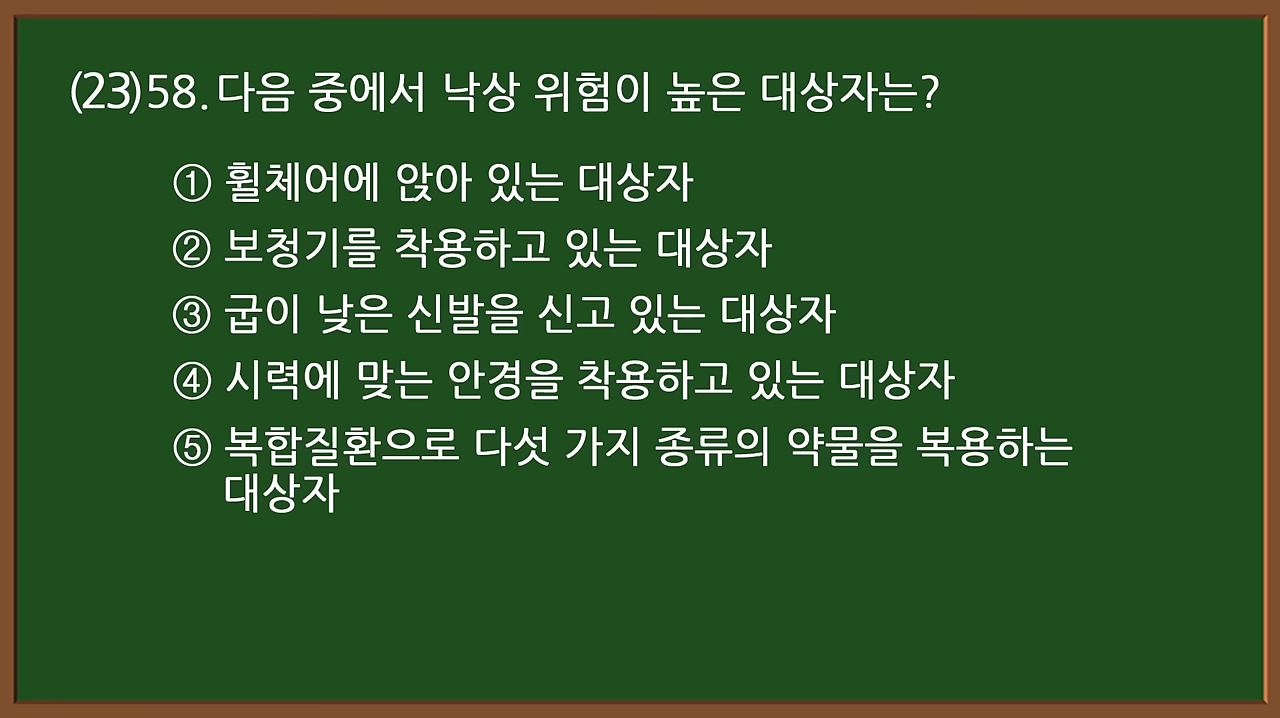 (23)58. 다음 중에서 낙상 위험이 높은 대상자는?
① 휠체어에 앉아 있는 대상자
② 보청기를 착용하고 있는 대상자
③ 굽이 낮은 신발을 신고 있는 대상자
④ 시력에 맞는 안경을 착용하고 있는 대상자
⑤ 복합질환으로 다섯 가지 종류의 약물을 복용하는
대상자